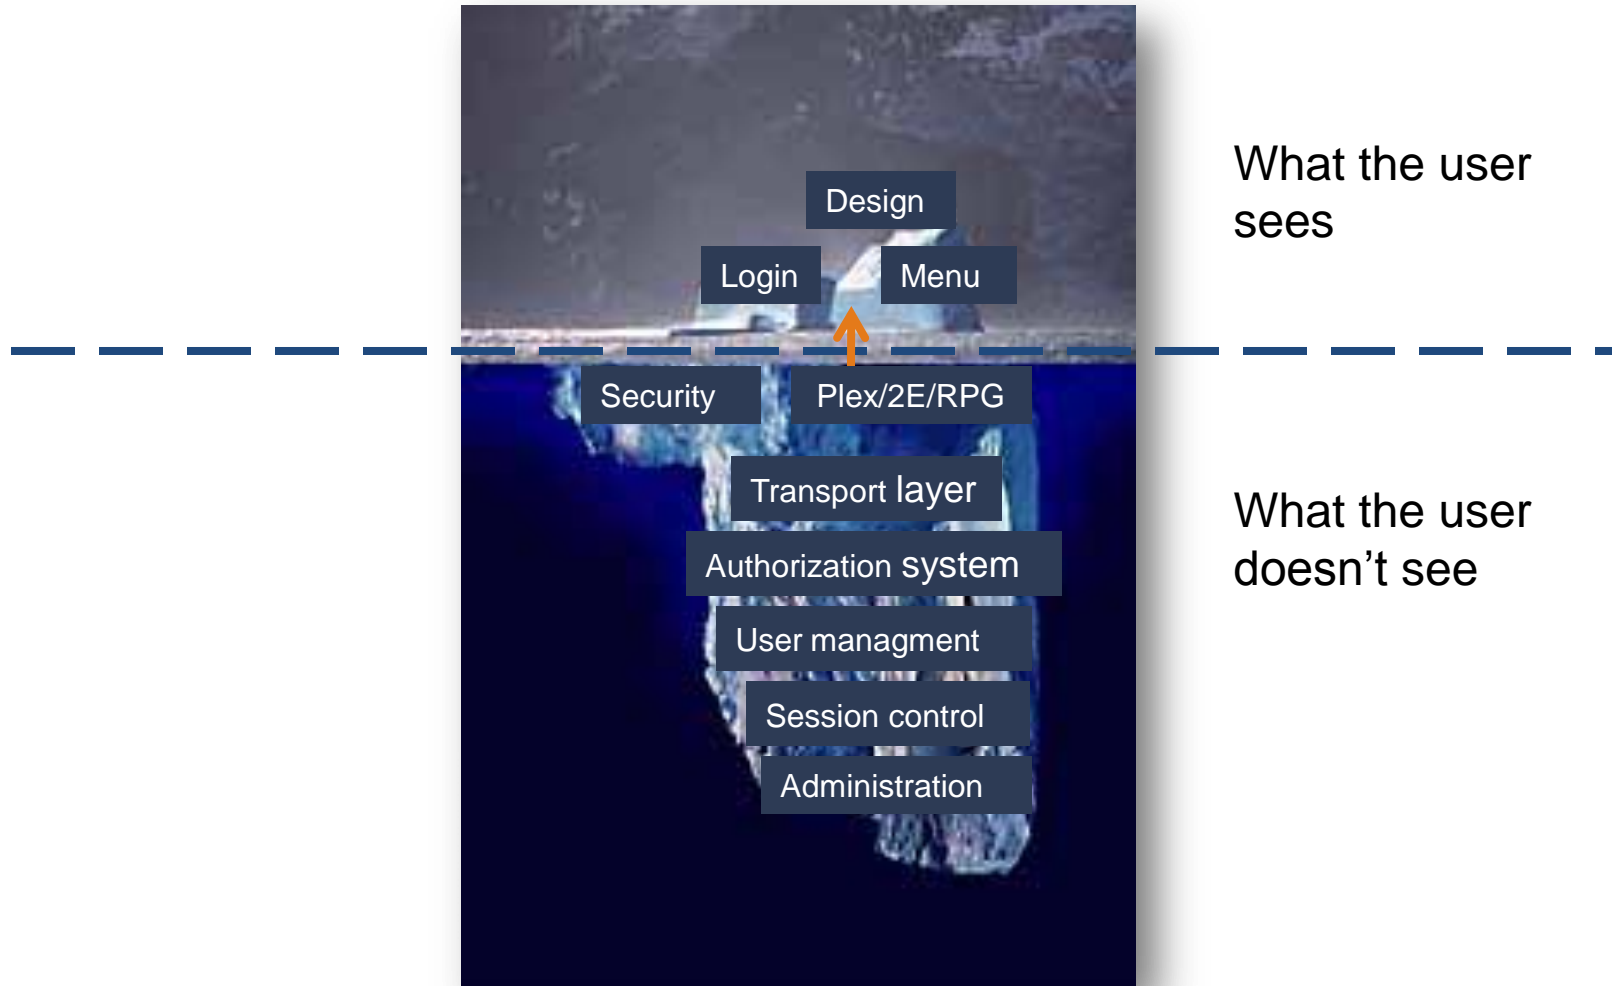 What the user
sees
Design
Login Menu
Security Plex/2E/RPG
Transport layer
What the user
doesn’t see
Authorization system
User managment
Session control
Administration